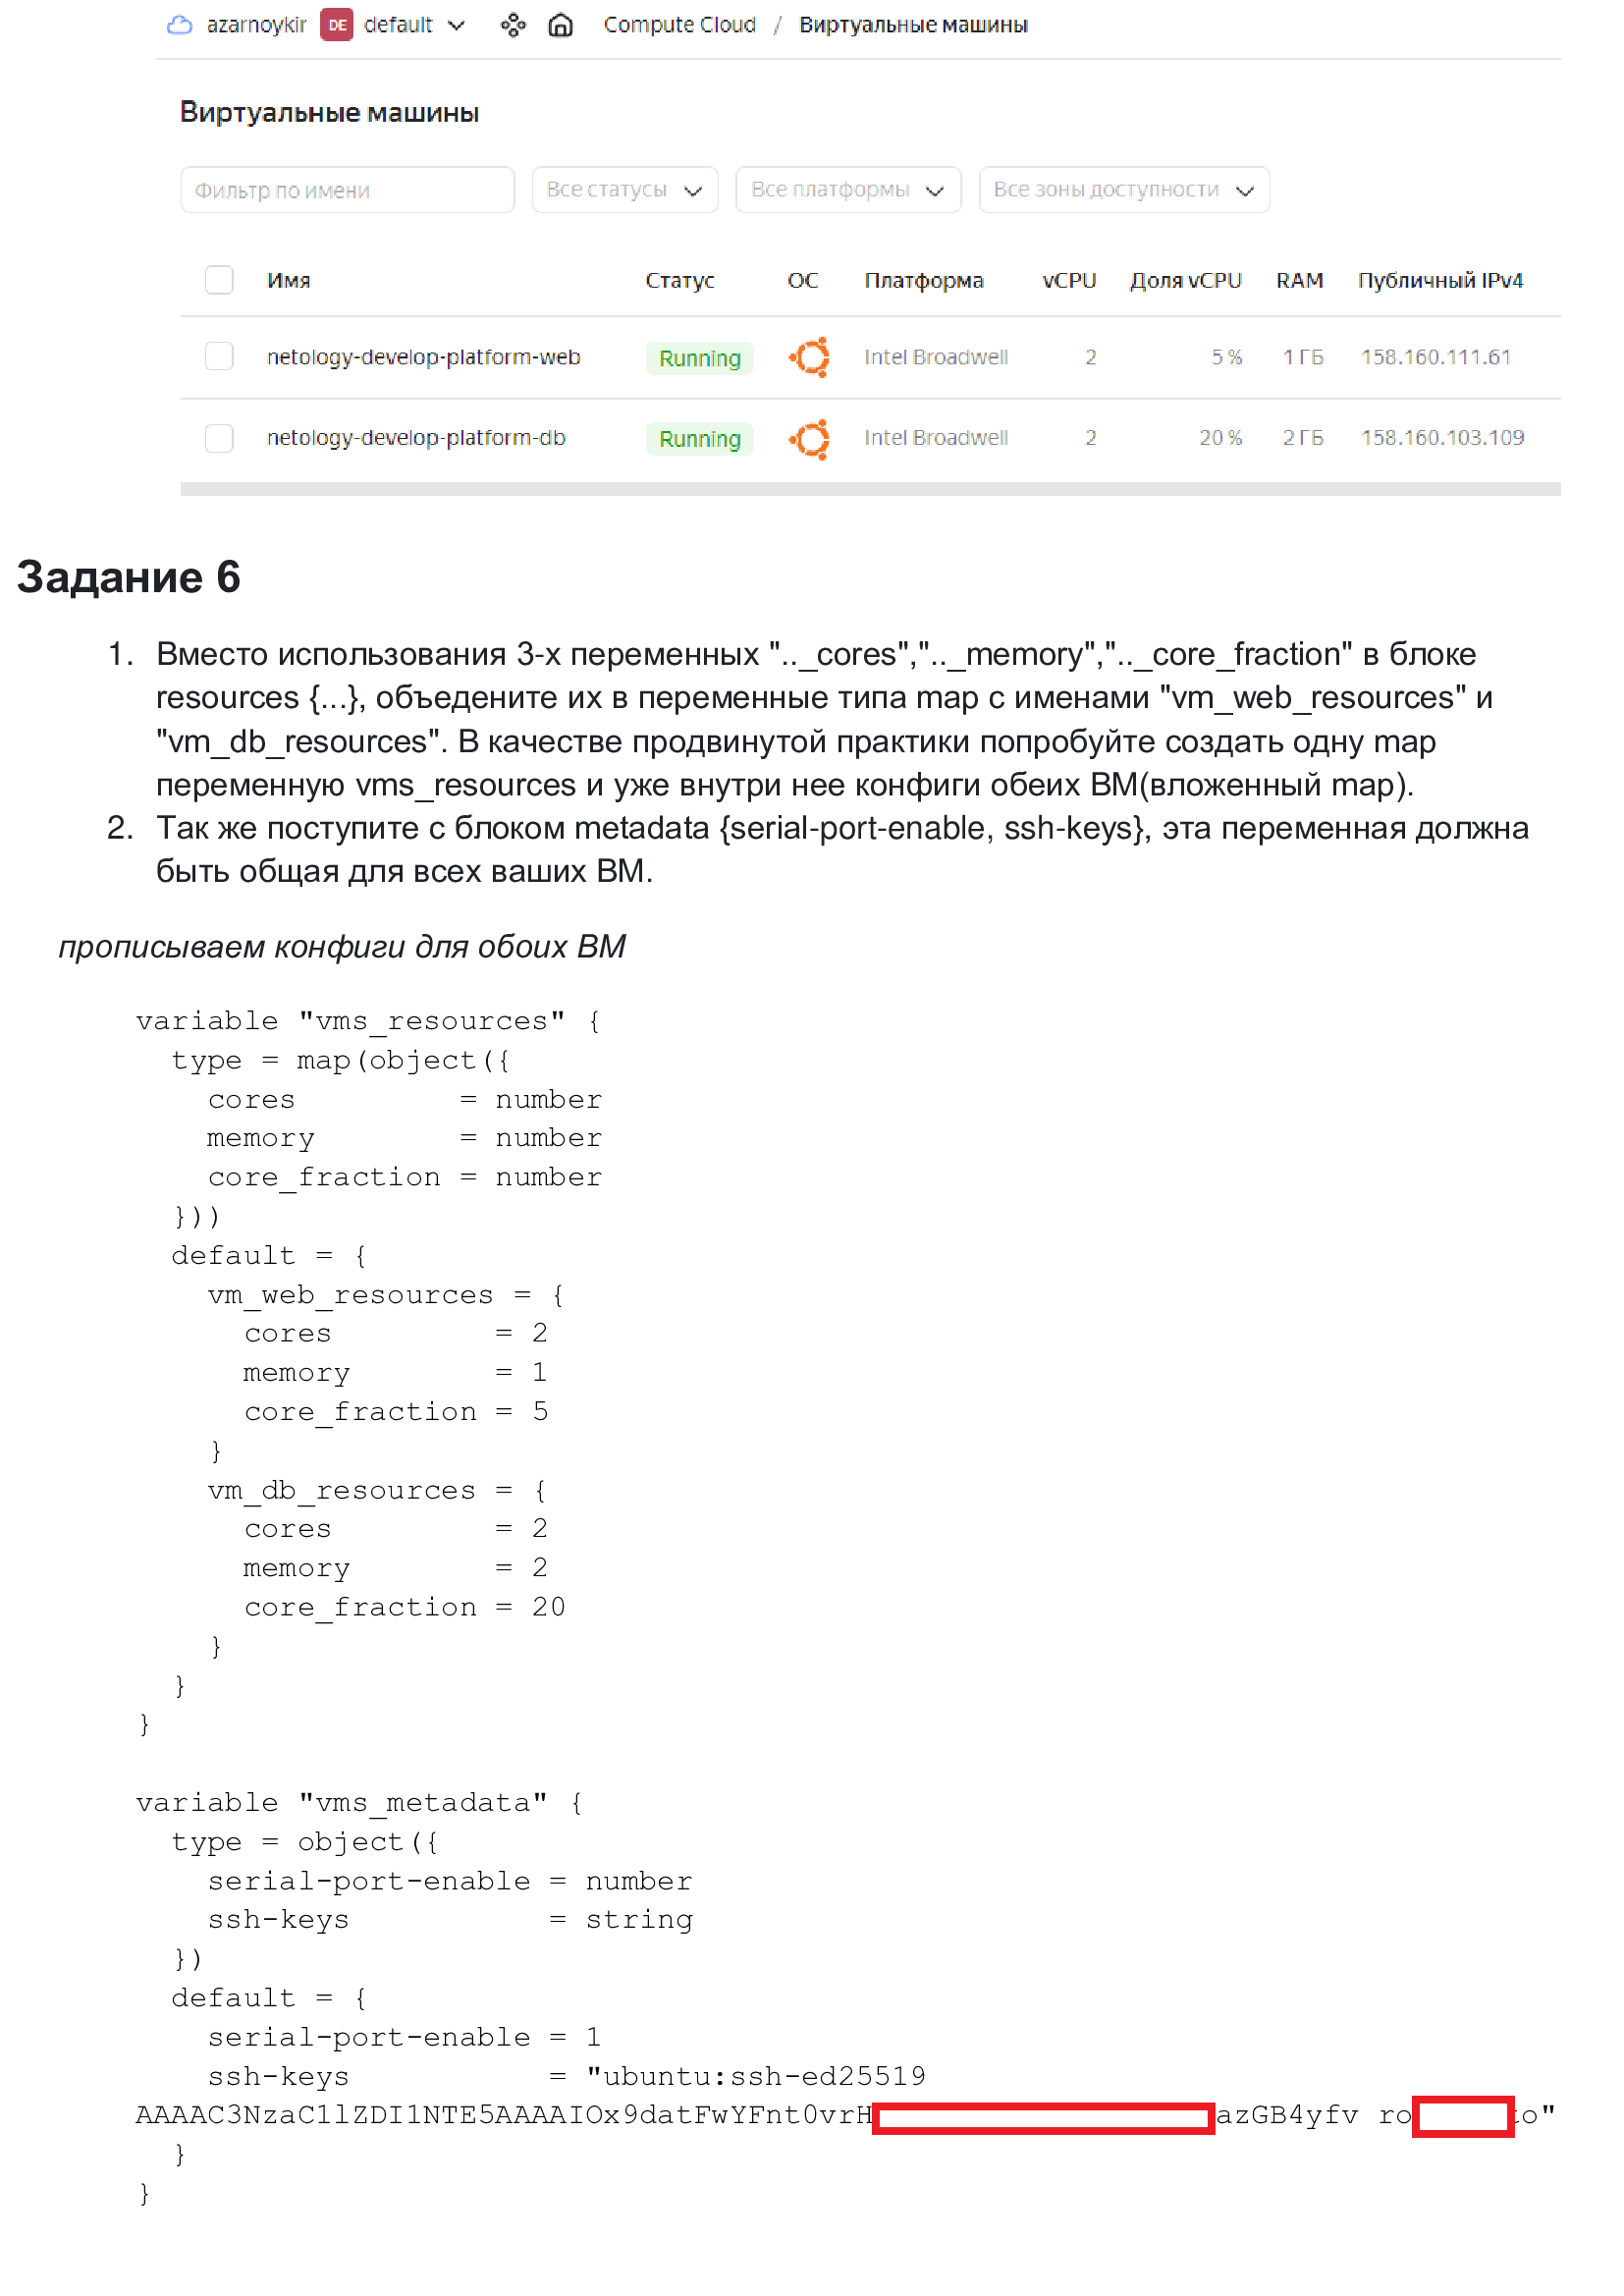 azarnoykir DE default Compute Cloud / Виртуальные машины
Виртуальные машины
Фильтр по имени Все статусы Все платформы Все зоны доступности
Имя Статус ОС Платформа vCPU Доля vCPU RAM Публичный IPv4
netology-develop-platform-web Running Intel Broadwell 2 5 % 1 ГБ 158.160.111.61
netology-develop-platform-db Running Intel Broadwell 2 20 % 2 ГБ 158.160.103.109
Задание 6
1. Вместо использования 3-х переменных ".._cores",".._memory",".._core_fraction" в блоке
resources {...}, объедените их в переменные типа map с именами "vm_web_resources" и
"vm_db_resources". В качестве продвинутой практики попробуйте создать одну map
переменную vms_resources и уже внутри нее конфиги обеих ВМ(вложенный map).
2. Так же поступите с блоком metadata {serial-port-enable, ssh-keys}, эта переменная должна
быть общая для всех ваших ВМ.
прописываем конфиги для обоих ВМ
variable "vms_resources" {
  type = map(object({
    cores         = number
    memory        = number
    core_fraction = number
  }))
  default = {
    vm_web_resources = {
      cores         = 2
      memory        = 1
      core_fraction = 5
    }
    vm_db_resources = {
      cores         = 2
      memory        = 2
      core_fraction = 20
    }
  }
}
variable "vms_metadata" {
  type = object({
    serial-port-enable = number
    ssh-keys           = string
  })
  default = {
    serial-port-enable = 1
    ssh-keys           = "ubuntu:ssh-ed25519
AAAAC3NzaC1lZDI1NTE5AAAAIOx9datFwYFnt0vrH azGB4yfv ro to"
  }
}